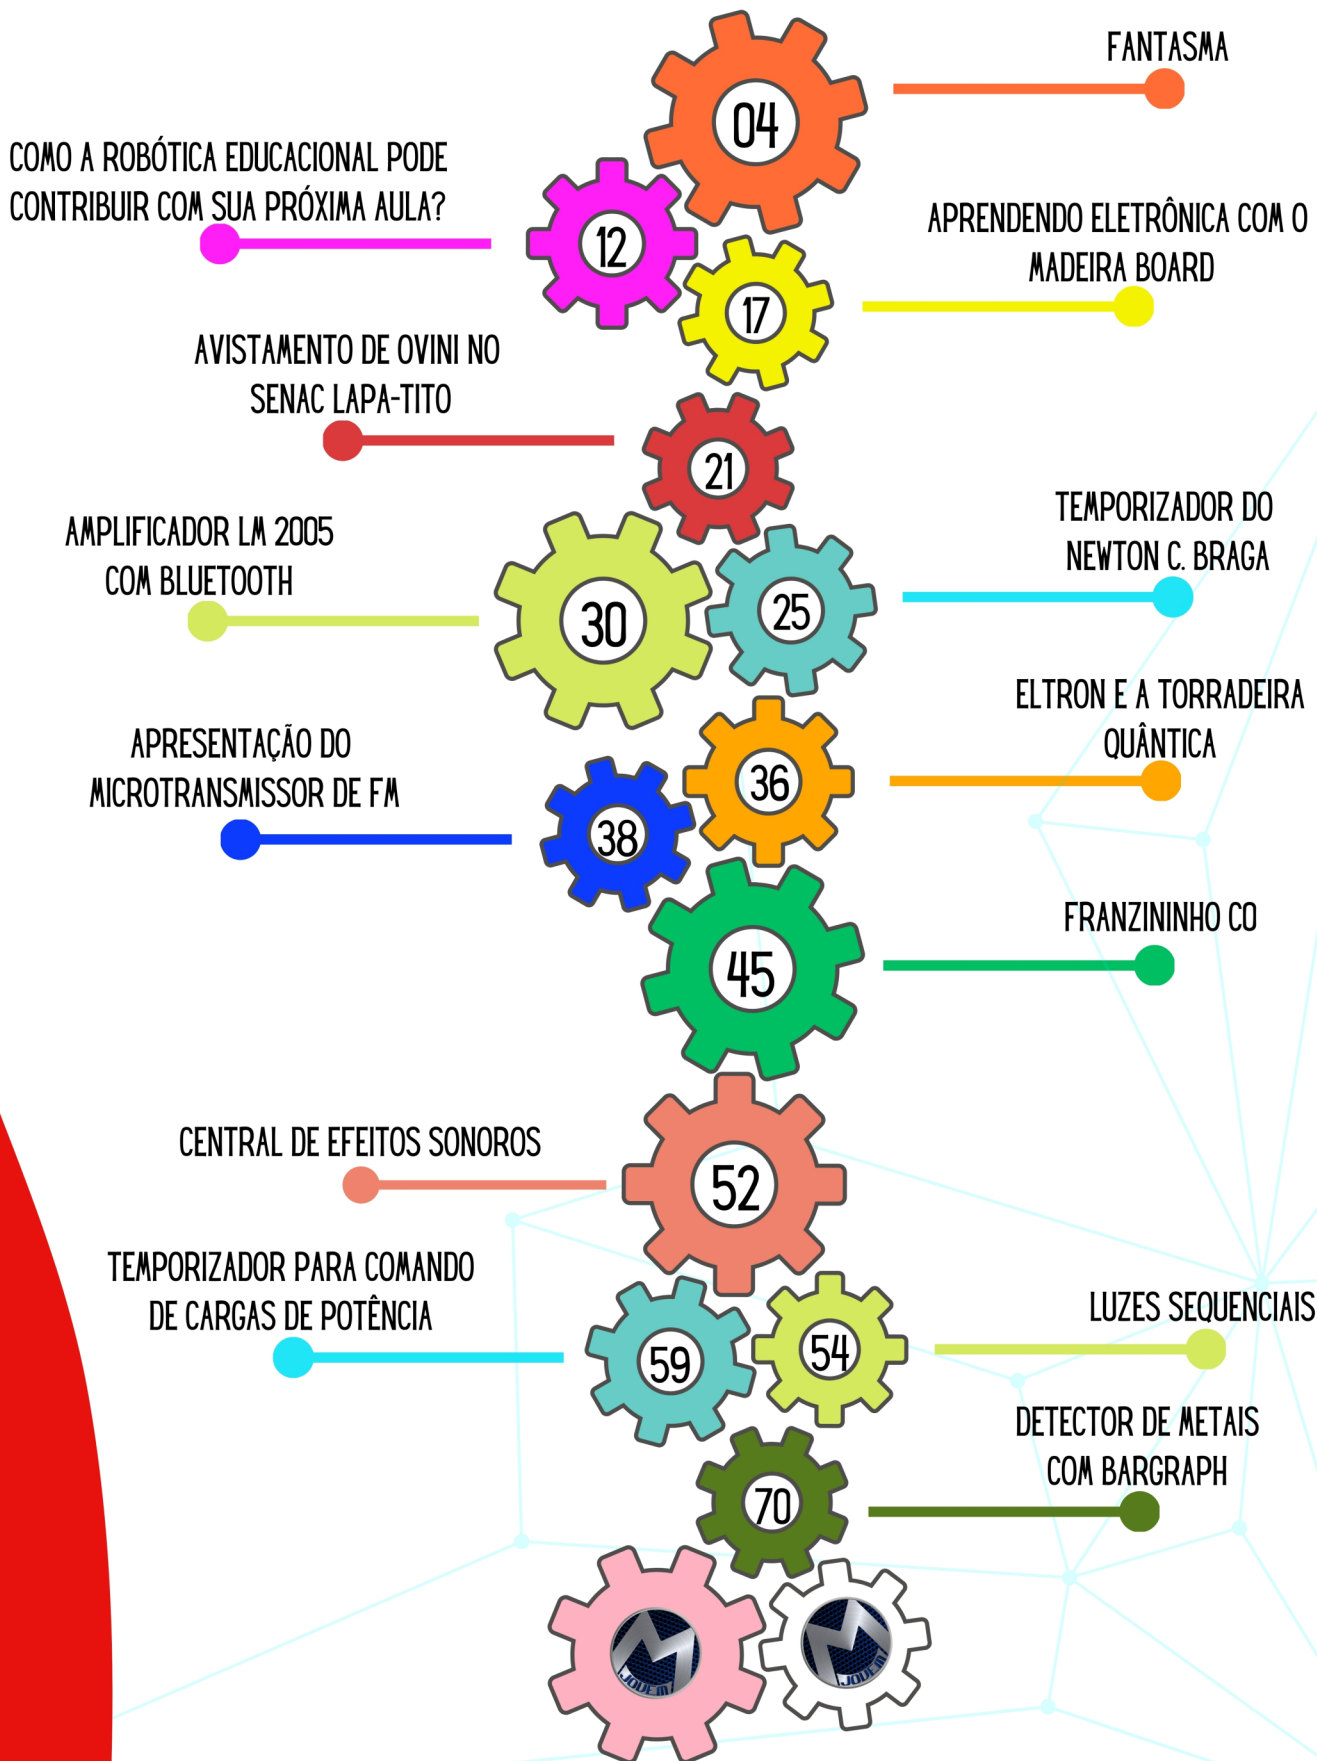 FANTASMA
04
COMO A ROBÓTICA EDUCACIONAL PODE
CONTRIBUIR COM SUA PRÓXIMA AULA?
12
APRENDENDO ELETRÔNICA COM O
MADEIRA BOARD
17
AVISTAMENTO DE OVINI NO
SENAC LAPA-TITO
21
TEMPORIZADOR DO
NEWTON C. BRAGA
25
AMPLIFICADOR LM 2005
COM BLUETOOTH
30
ELTRON E A TORRADEIRA
QUÂNTICA
36
APRESENTAÇÃO DO
MICROTRANSMISSOR DE FM
38
FRANZININHO C0
45
CENTRAL DE EFEITOS SONOROS
52
LUZES SEQUENCIAIS
54
TEMPORIZADOR PARA COMANDO
DE CARGAS DE POTÊNCIA
59
DETECTOR DE METAIS
COM BARGRAPH
70
M
JOVEM
M
JOVEM